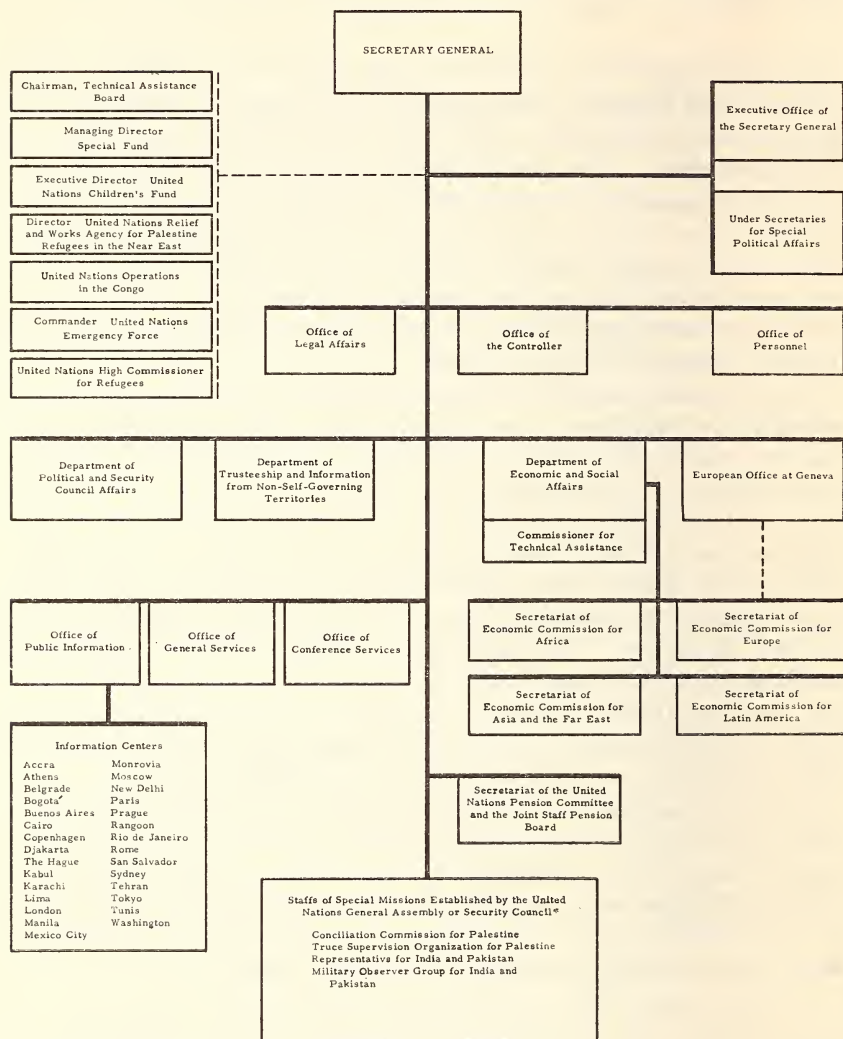 SECRETARY GENERAL
Chairman, Technical Assistance
Board
Managing Director
Special Fund
Executive Director United
Nations Children's Fund
Director United Nations Relief
and Works Agency for Palestine
Refugees in the Near East
United Nations Operations
in the Congo
Commander United Nations
Emergency Force
United Nations High Commissioner
for Refugees
Executive Office of
the Secretary General
Under Secretaries
for Special
Political Affairs
Office of
Legal Affairs
Office of
the Controller
Office of
Personnel
Department of
Political and Security
Council Affairs
Department of
Trusteeship and Information
from Non-Self-Governing
Territories
Department of
Economic and Social
Affairs
Commissioner for
Technical Assistance
European Office at Geneva
Office of
Public Information
Office of
General Services
Office of
Conference Services
Secretariat of
Economic Commission for
Africa
Secretariat of
Economic Commission for
Europe
Secretariat of
Economic Commission for
Asia and the Far East
Secretariat of
Economic Commission for
Latin America
Information Centers
Accra
Athens
Belgrade
Bogotá
Buenos Aires
Cairo
Copenhagen
Djakarta
The Hague
Kabul
Karachi
Lima
London
Manila
Mexico City
Monrovia
Moscow
New Delhi
Paris
Prague
Rangoon
Rio de Janeiro
Rome
San Salvador
Sydney
Tehran
Tokyo
Tunis
Washington
Secretariat of the United
Nations Pension Committee
and the Joint Staff Pension
Board
Staffs of Special Missions Established by the United
Nations General Assembly or Security Council*
Conciliation Commission for Palestine
Truce Supervision Organization for Palestine
Representative for India and Pakistan
Military Observer Group for India and
Pakistan